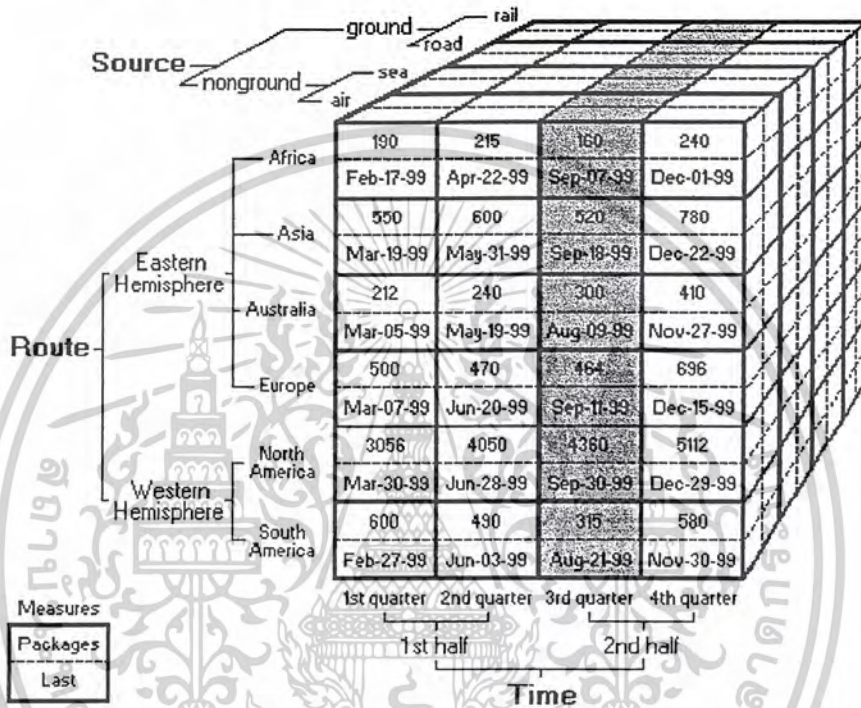 Source
ground
nonground
rail
road
sea
air
Route
Eastern
Hemisphere
Western
Hemisphere
Africa
190 215 160 240
Feb-17-99 Apr-22-99 Sep-07-99 Dec-01-99
Asia
550 600 520 780
Mar-19-99 May-31-99 Sep-18-99 Dec-22-99
Australia
212 240 300 410
Mar-05-99 May-19-99 Aug-09-99 Nov-27-99
Europe
500 470 464 696
Mar-07-99 Jun-20-99 Sep-11-99 Dec-15-99
North
America
3056 4050 4360 5112
Mar-30-99 Jun-28-99 Sep-30-99 Dec-29-99
South
America
600 490 315 580
Feb-27-99 Jun-03-99 Aug-21-99 Nov-30-99
1st quarter 2nd quarter 3rd quarter 4th quarter
1st half 2nd half
Time
Measures
Packages
Last